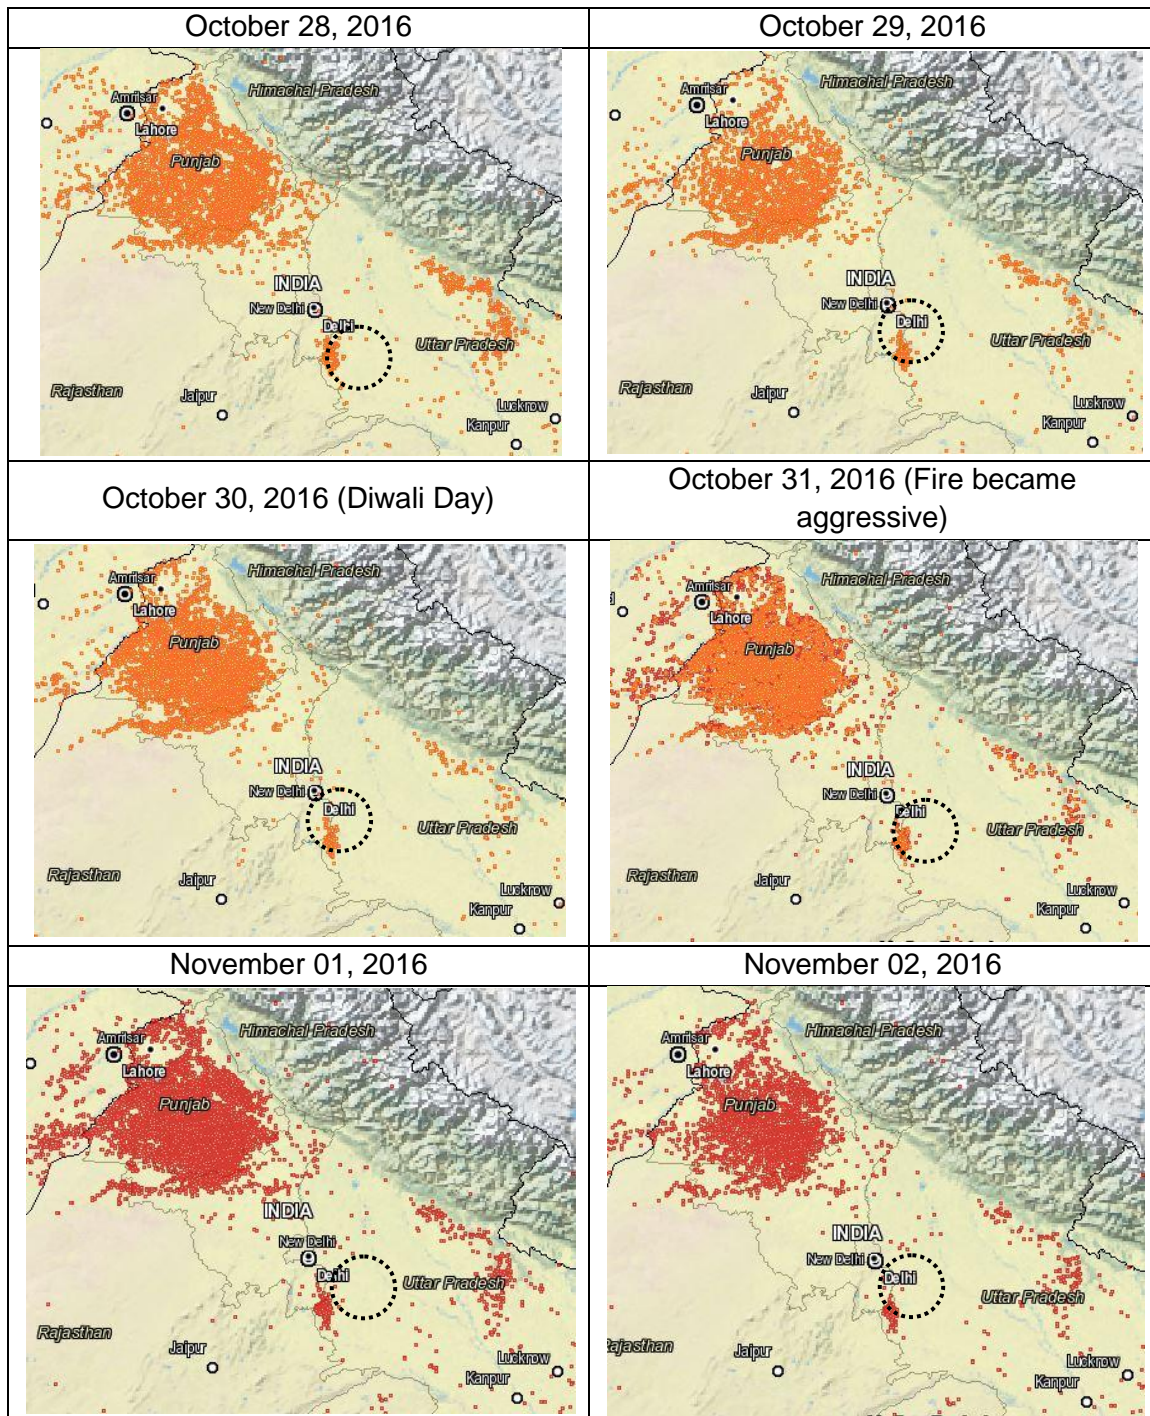 October 28, 2016
October 29, 2016
Himachal Pradesh
Amritsar
Lahore
Punjab
INDIA
New Delhi
Delhi
Uttar Pradesh
Rajasthan
Jaipur
Lucknow
Kanpur
Himachal Pradesh
Amritsar
Lahore
Punjab
INDIA
New Delhi
Delhi
Uttar Pradesh
Rajasthan
Jaipur
Lucknow
Kanpur
October 30, 2016 (Diwali Day)
October 31, 2016 (Fire became
aggressive)
Himachal Pradesh
Amritsar
Lahore
Punjab
INDIA
New Delhi
Delhi
Uttar Pradesh
Rajasthan
Jaipur
Lucknow
Kanpur
Himachal Pradesh
Amritsar
Lahore
Punjab
INDIA
New Delhi
Delhi
Uttar Pradesh
Rajasthan
Jaipur
Lucknow
Kanpur
November 01, 2016
November 02, 2016
Himachal Pradesh
Amritsar
Lahore
Punjab
INDIA
New Delhi
Delhi
Uttar Pradesh
Rajasthan
Jaipur
Lucknow
Kanpur
Himachal Pradesh
Amritsar
Lahore
Punjab
INDIA
New Delhi
Delhi
Uttar Pradesh
Rajasthan
Jaipur
Lucknow
Kanpur